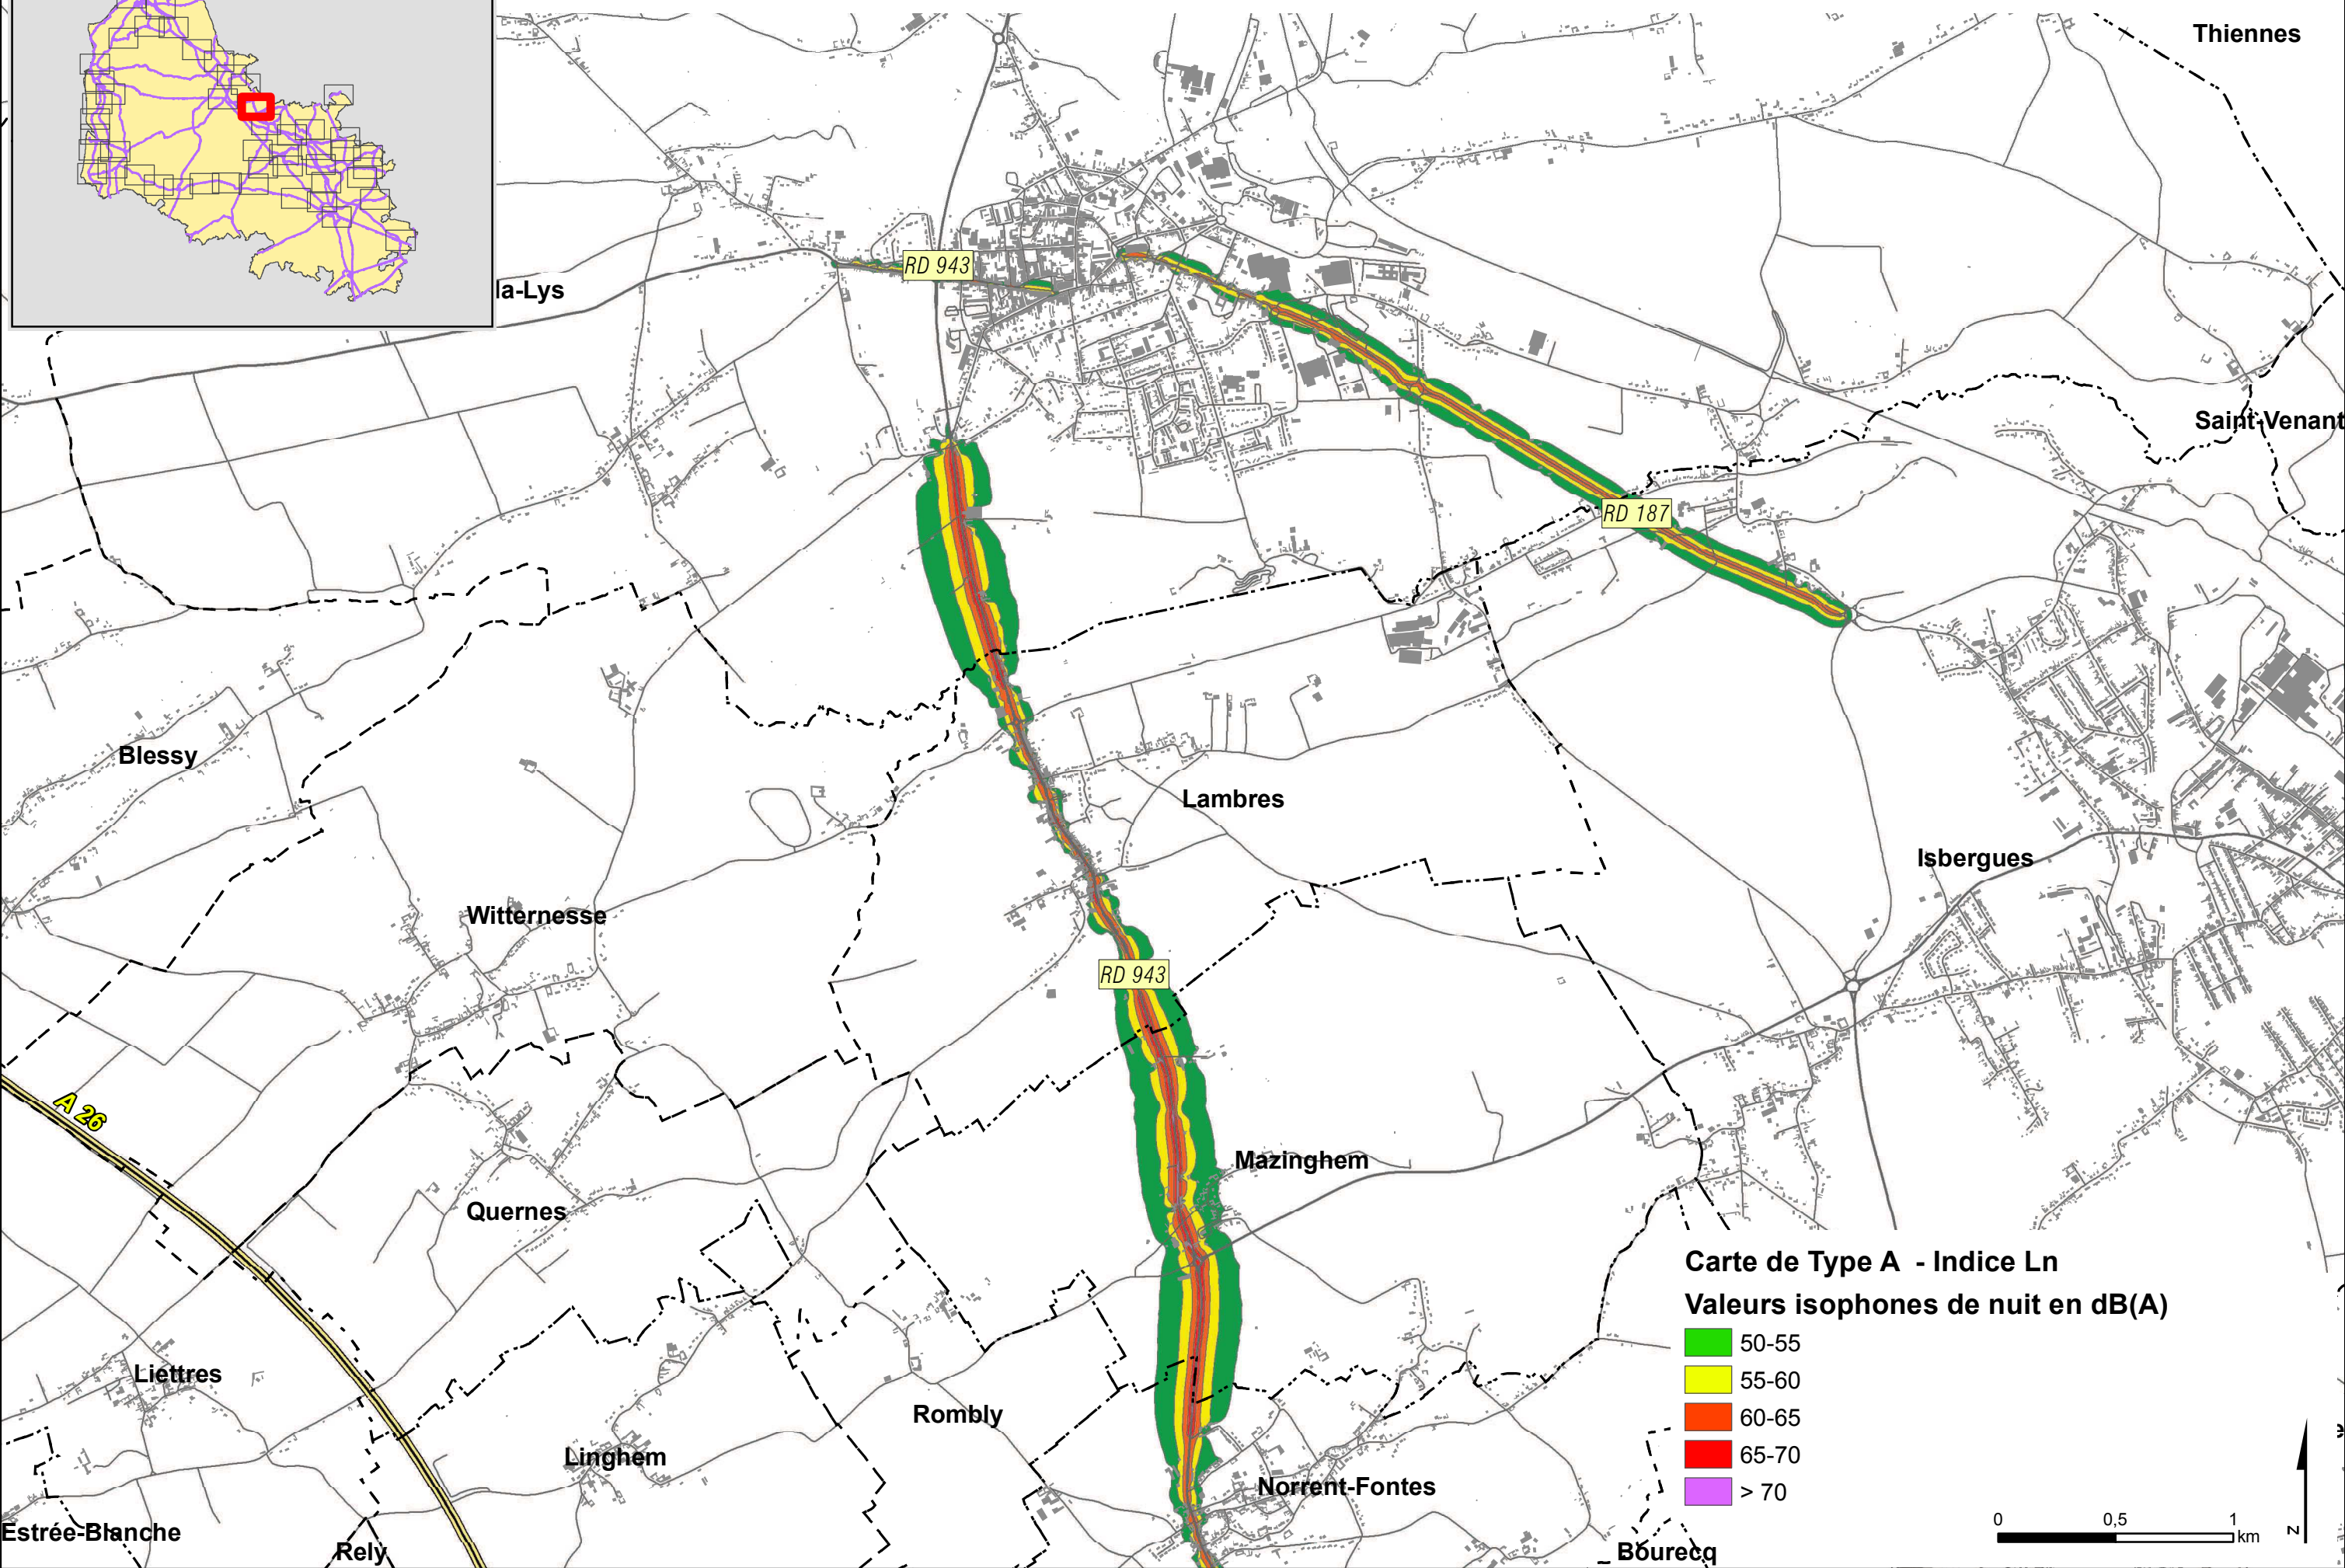 Thiennes
RD 943
la-Lys
Saint-Venant
RD 187
Blessy
Lambres
Isbergues
Witternesse
RD 943
A 26
Mazinghem
Quernes
Carte de Type A - Indice Ln
Valeurs isophones de nuit en dB(A)
50-55
55-60
60-65
65-70
> 70
Liettres
Rombly
Linghem
Norrent-Fontes
0 0,5 1
km
N
Estrée-Blanche
Rely
Bourecq